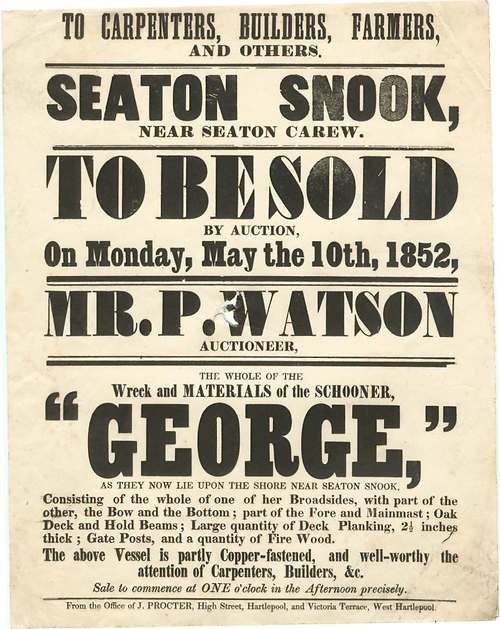 TO CARPENTERS, BUILDERS, FARMERS,
AND OTHERS.
SEATON SNOOK,
NEAR SEATON CAREW.
TO BE SOLD
BY AUCTION,
On Monday, May the 10th, 1852,
MR. P. WATSON
AUCTIONEER,
THE WHOLE OF THE
Wreck and MATERIALS of the SCHOONER,
"GEORGE,"
AS THEY NOW LIE UPON THE SHORE NEAR SEATON SNOOK,
Consisting of the whole of one of her Broadsides, with part of the
other, the Bow and the Bottom; part of the Fore and Mainmast; Oak
Deck and Hold Beams; Large quantity of Deck Planking, 2½ inches
thick; Gate Posts, and a quantity of Fire Wood.
The above Vessel is partly Copper-fastened, and well-worthy the
attention of Carpenters, Builders, &c.
Sale to commence at ONE o'clock in the Afternoon precisely.
From the Office of J. PROCTER, High Street, Hartlepool, and Victoria Terrace, West Hartlepool.